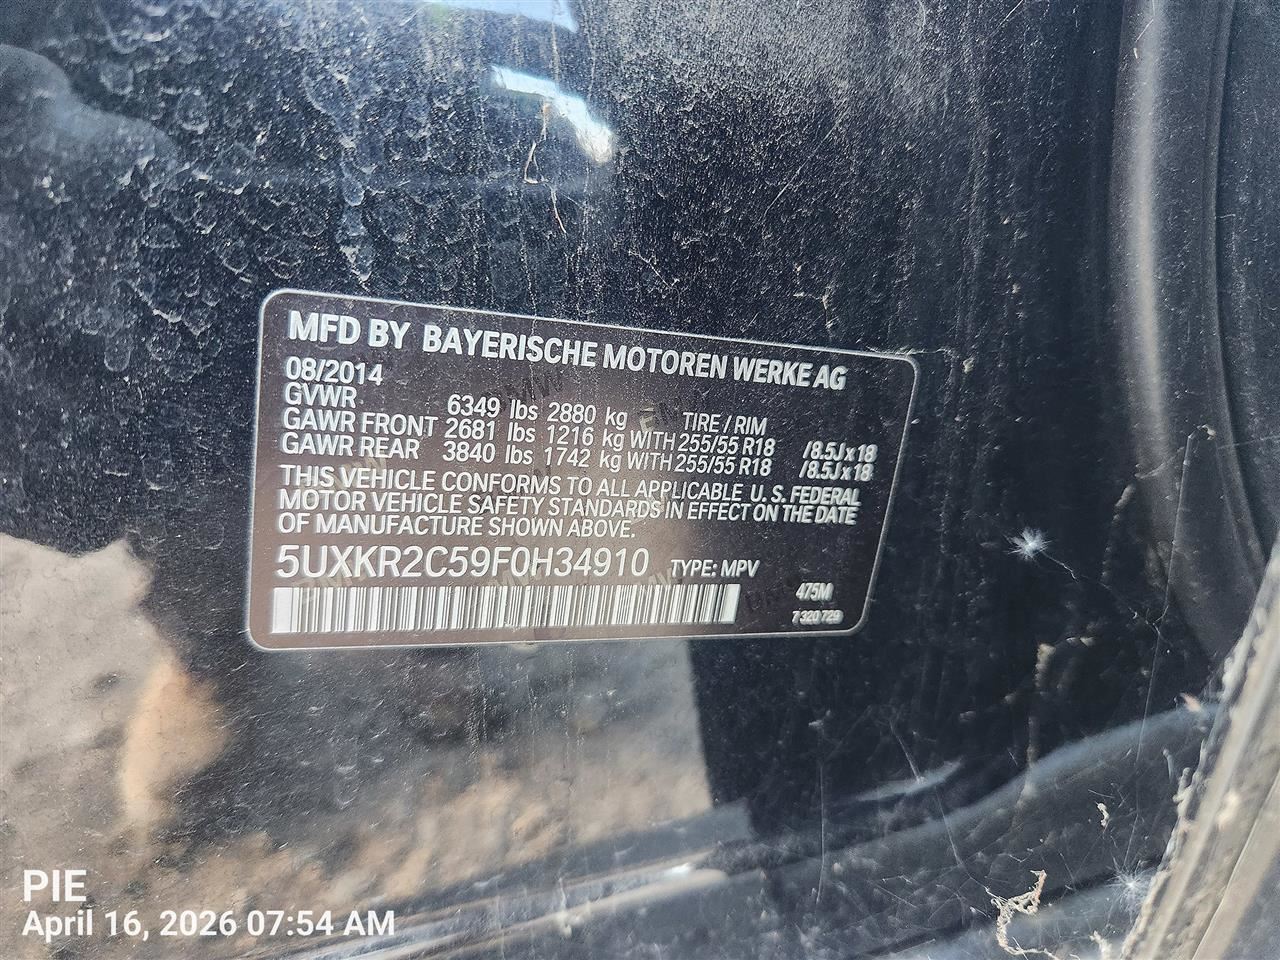 MFD BY BAYERISCHE MOTOREN WERKE AG
08/2014
GVWR 6349 lbs 2880 kg TIRE / RIM
GAWR FRONT 2681 lbs 1216 kg WITH 255/55 R18 /8.5J x 18
GAWR REAR 3840 lbs 1742 kg WITH 255/55 R18 /8.5J x 18
THIS VEHICLE CONFORMS TO ALL APPLICABLE U. S. FEDERAL
MOTOR VEHICLE SAFETY STANDARDS IN EFFECT ON THE DATE
OF MANUFACTURE SHOWN ABOVE.
5UXKR2C59F0H34910 TYPE: MPV
475M
7 320 729
PIE
April 16, 2026 07:54 AM